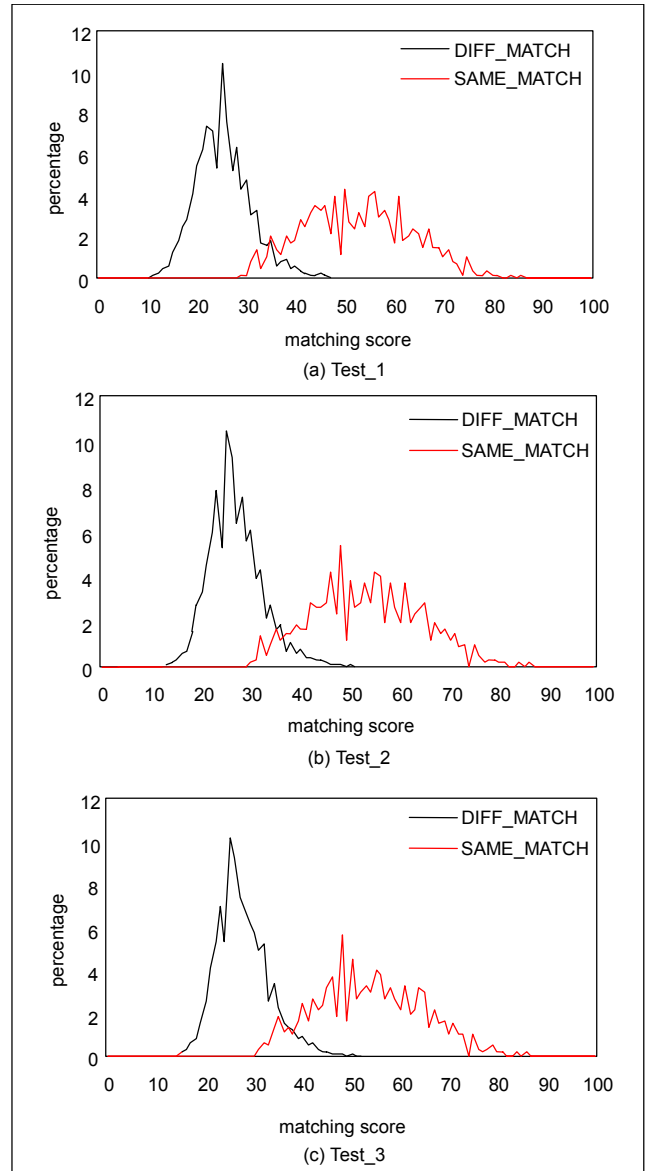 12
10
8
6
4
2
0
percentage
DIFF_MATCH
SAME_MATCH
0 10 20 30 40 50 60 70 80 90 100
matching score
(a) Test_1
12
10
8
6
4
2
0
percentage
DIFF_MATCH
SAME_MATCH
0 10 20 30 40 50 60 70 80 90 100
matching score
(b) Test_2
12
10
8
6
4
2
0
percentage
DIFF_MATCH
SAME_MATCH
0 10 20 30 40 50 60 70 80 90 100
matching score
(c) Test_3